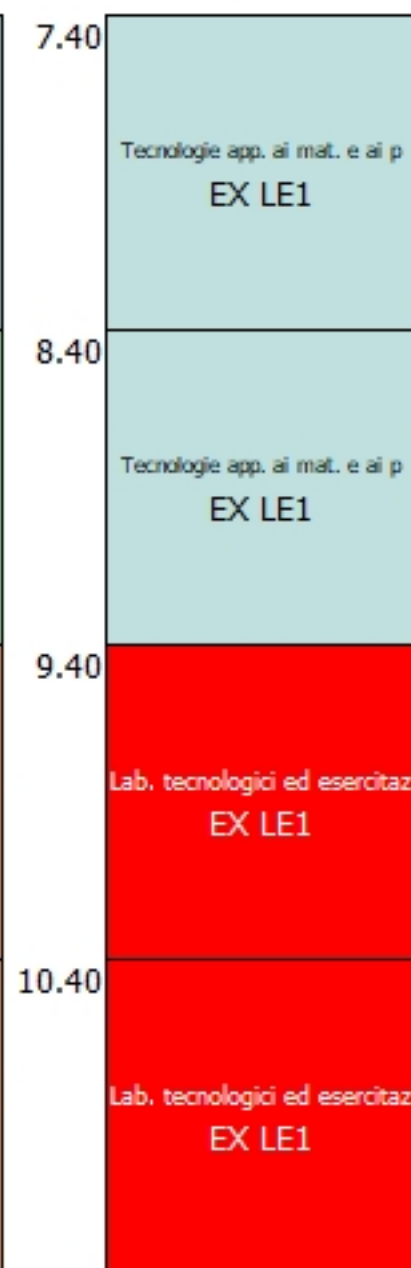 7.40
Tecnologie app. ai mat. e ai p
EX LE1
8.40
Tecnologie app. ai mat. e ai p
EX LE1
9.40
Lab. tecnologici ed esercitaz
EX LE1
10.40
Lab. tecnologici ed esercitaz
EX LE1